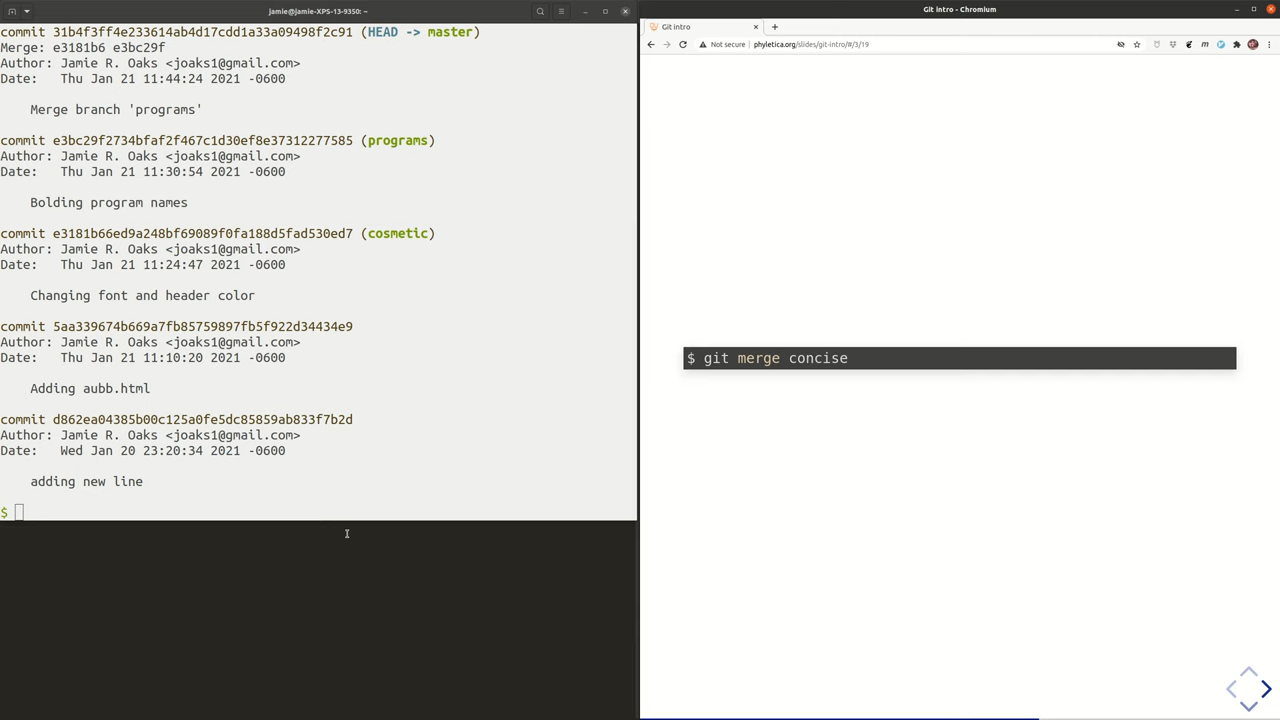 jamie@jamie-XPS-13-9350: ~
commit 31b4f3ff4e233614ab4d17cdd1a33a09498f2c91 (HEAD -> master)
Merge: e3181b6 e3bc29f
Author: Jamie R. Oaks <joaks1@gmail.com>
Date:   Thu Jan 21 11:44:24 2021 -0600
    Merge branch 'programs'
commit e3bc29f2734bfaf2f467c1d30ef8e37312277585 (programs)
Author: Jamie R. Oaks <joaks1@gmail.com>
Date:   Thu Jan 21 11:30:54 2021 -0600
    Bolding program names
commit e3181b66ed9a248bf69089f0fa188d5fad530ed7 (cosmetic)
Author: Jamie R. Oaks <joaks1@gmail.com>
Date:   Thu Jan 21 11:24:47 2021 -0600
    Changing font and header color
commit 5aa339674b669a7fb85759897fb5f922d34434e9
Author: Jamie R. Oaks <joaks1@gmail.com>
Date:   Thu Jan 21 11:10:20 2021 -0600
    Adding aubb.html
commit d862ea04385b00c125a0fe5dc85859ab833f7b2d
Author: Jamie R. Oaks <joaks1@gmail.com>
Date:   Wed Jan 20 23:20:34 2021 -0600
    adding new line
$
Git intro - Chromium
Git intro
Not secure | phyletica.org/slides/git-intro/#/3/19
$ git merge concise